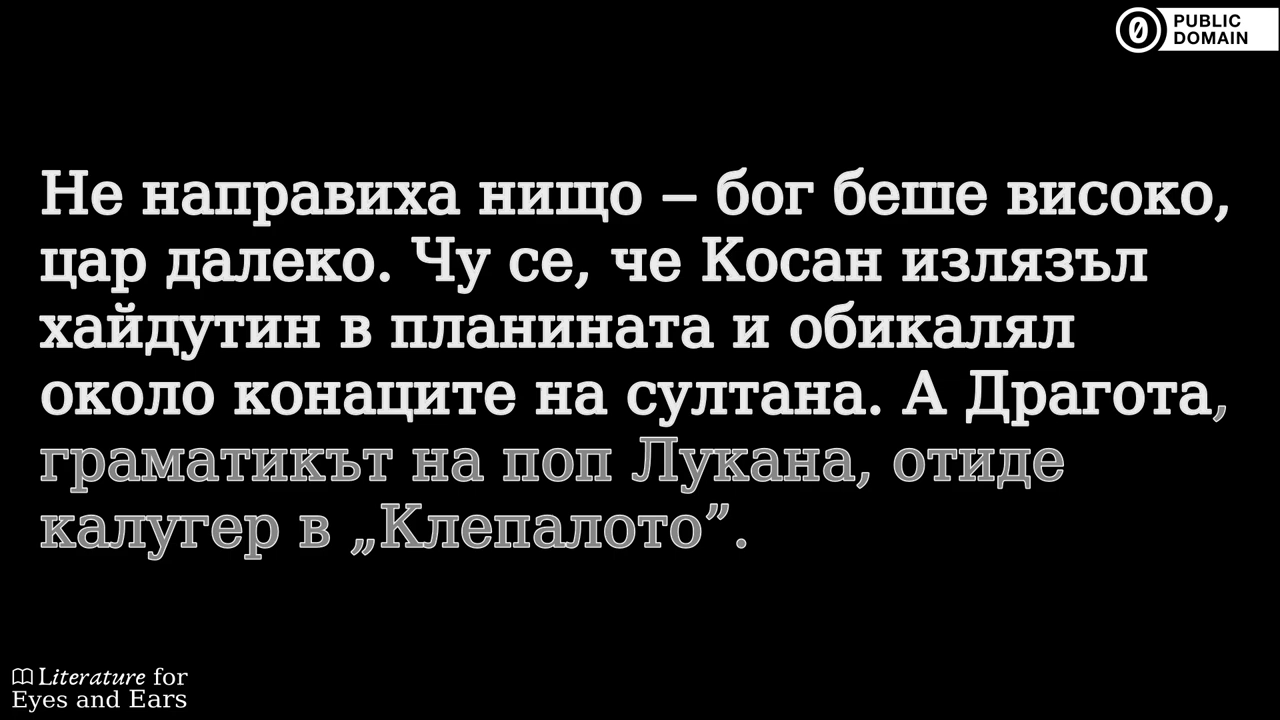 PUBLIC
DOMAIN
Не направиха нищо – бог беше високо,
цар далеко. Чу се, че Косан излязъл
хайдутин в планината и обикалял
около конаците на султана. А Драгота,
граматикът на поп Лукана, отиде
калугер в „Клепалото”.
Literature for
Eyes and Ears